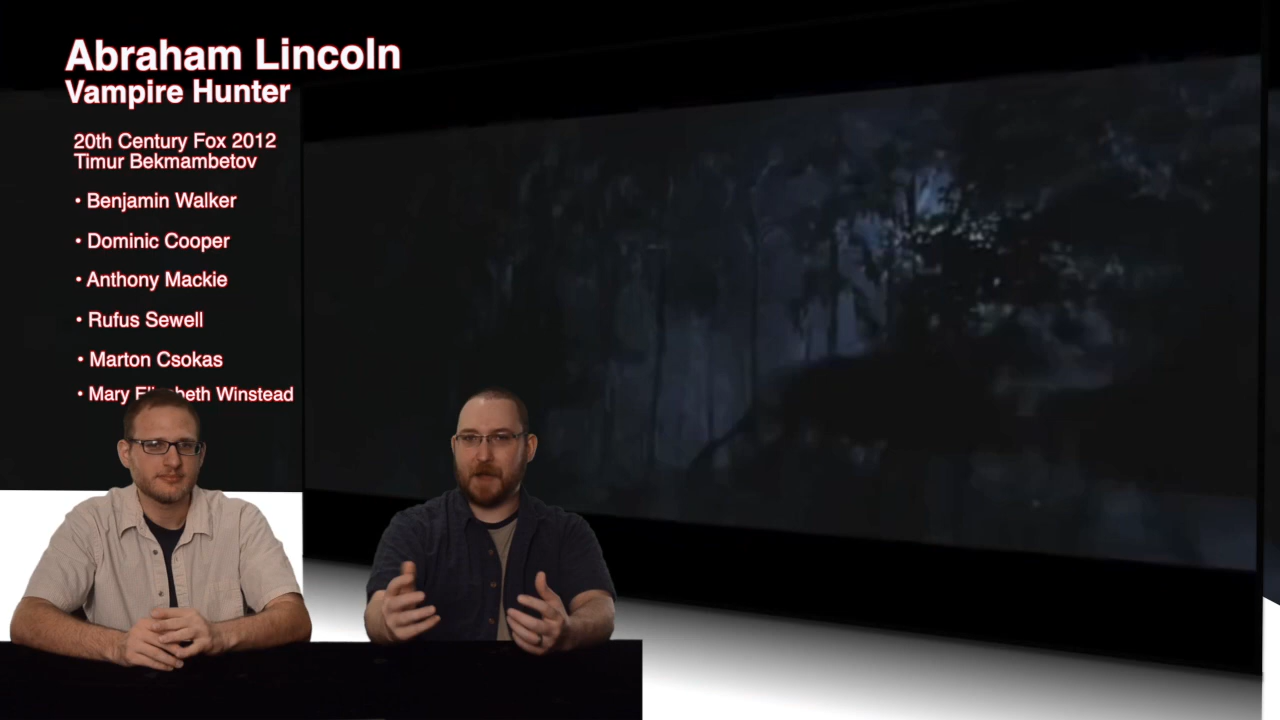 Abraham Lincoln
Vampire Hunter
20th Century Fox 2012
Timur Bekmambetov
• Benjamin Walker
• Dominic Cooper
• Anthony Mackie
• Rufus Sewell
• Marton Csokas
• Mary Elizabeth Winstead